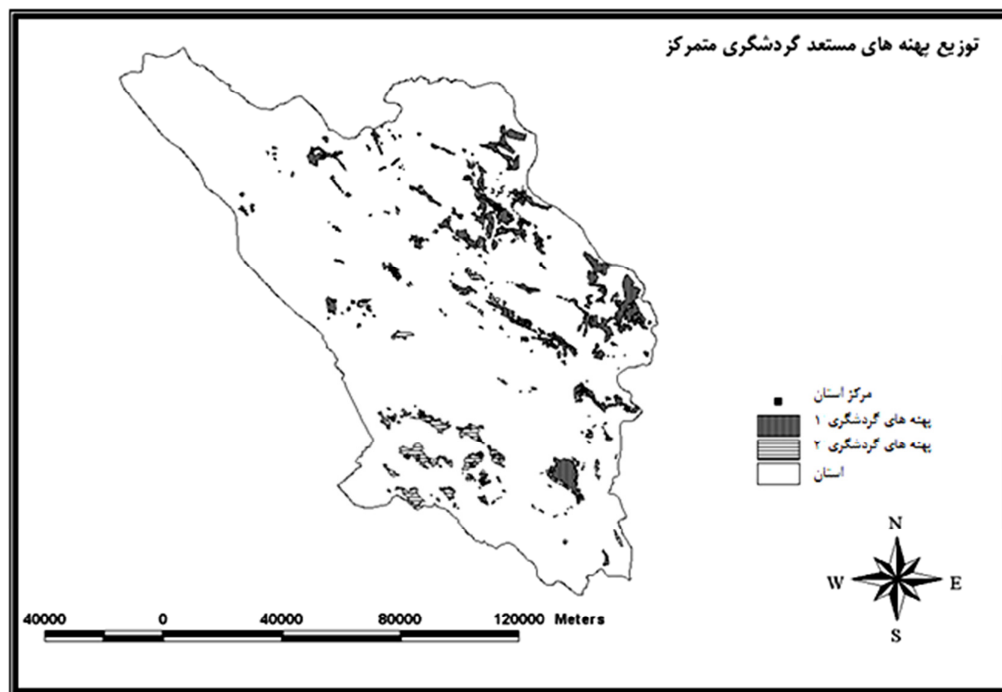 توزیع پهنه های مستعد گردشگری متمرکز
مرکز استان
پهنه های گردشگری ۱
پهنه های گردشگری ۲
استان
N
W E
S
40000 0 40000 80000 120000 Meters